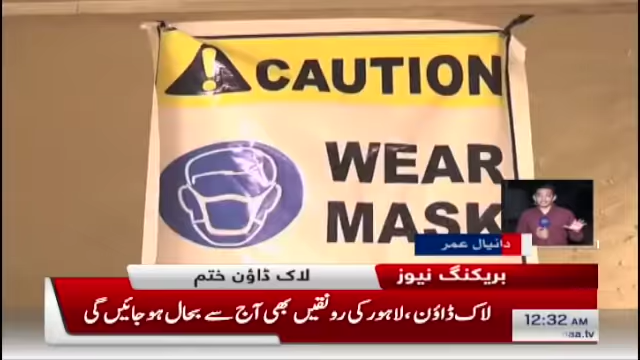 CAUTION
WEAR
MASK
دانیال عمر
لاک ڈاؤن ختم
بریکنگ نیوز
لاک ڈاؤن ، لاہور کی رونقیں بھی آج سے بحال ہو جائیں گی
12:32 AM
naa.tv